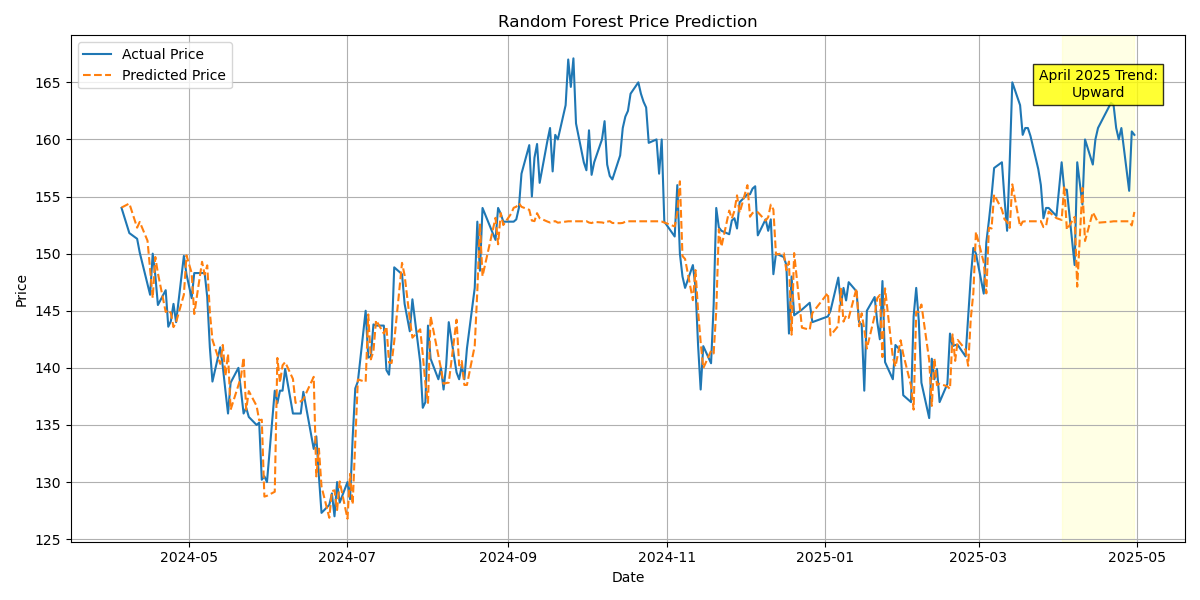 Random Forest Price Prediction
Actual Price
Predicted Price
April 2025 Trend:
Upward
Price
165
160
155
150
145
140
135
130
125
2024-05
2024-07
2024-09
2024-11
2025-01
2025-03
2025-05
Date